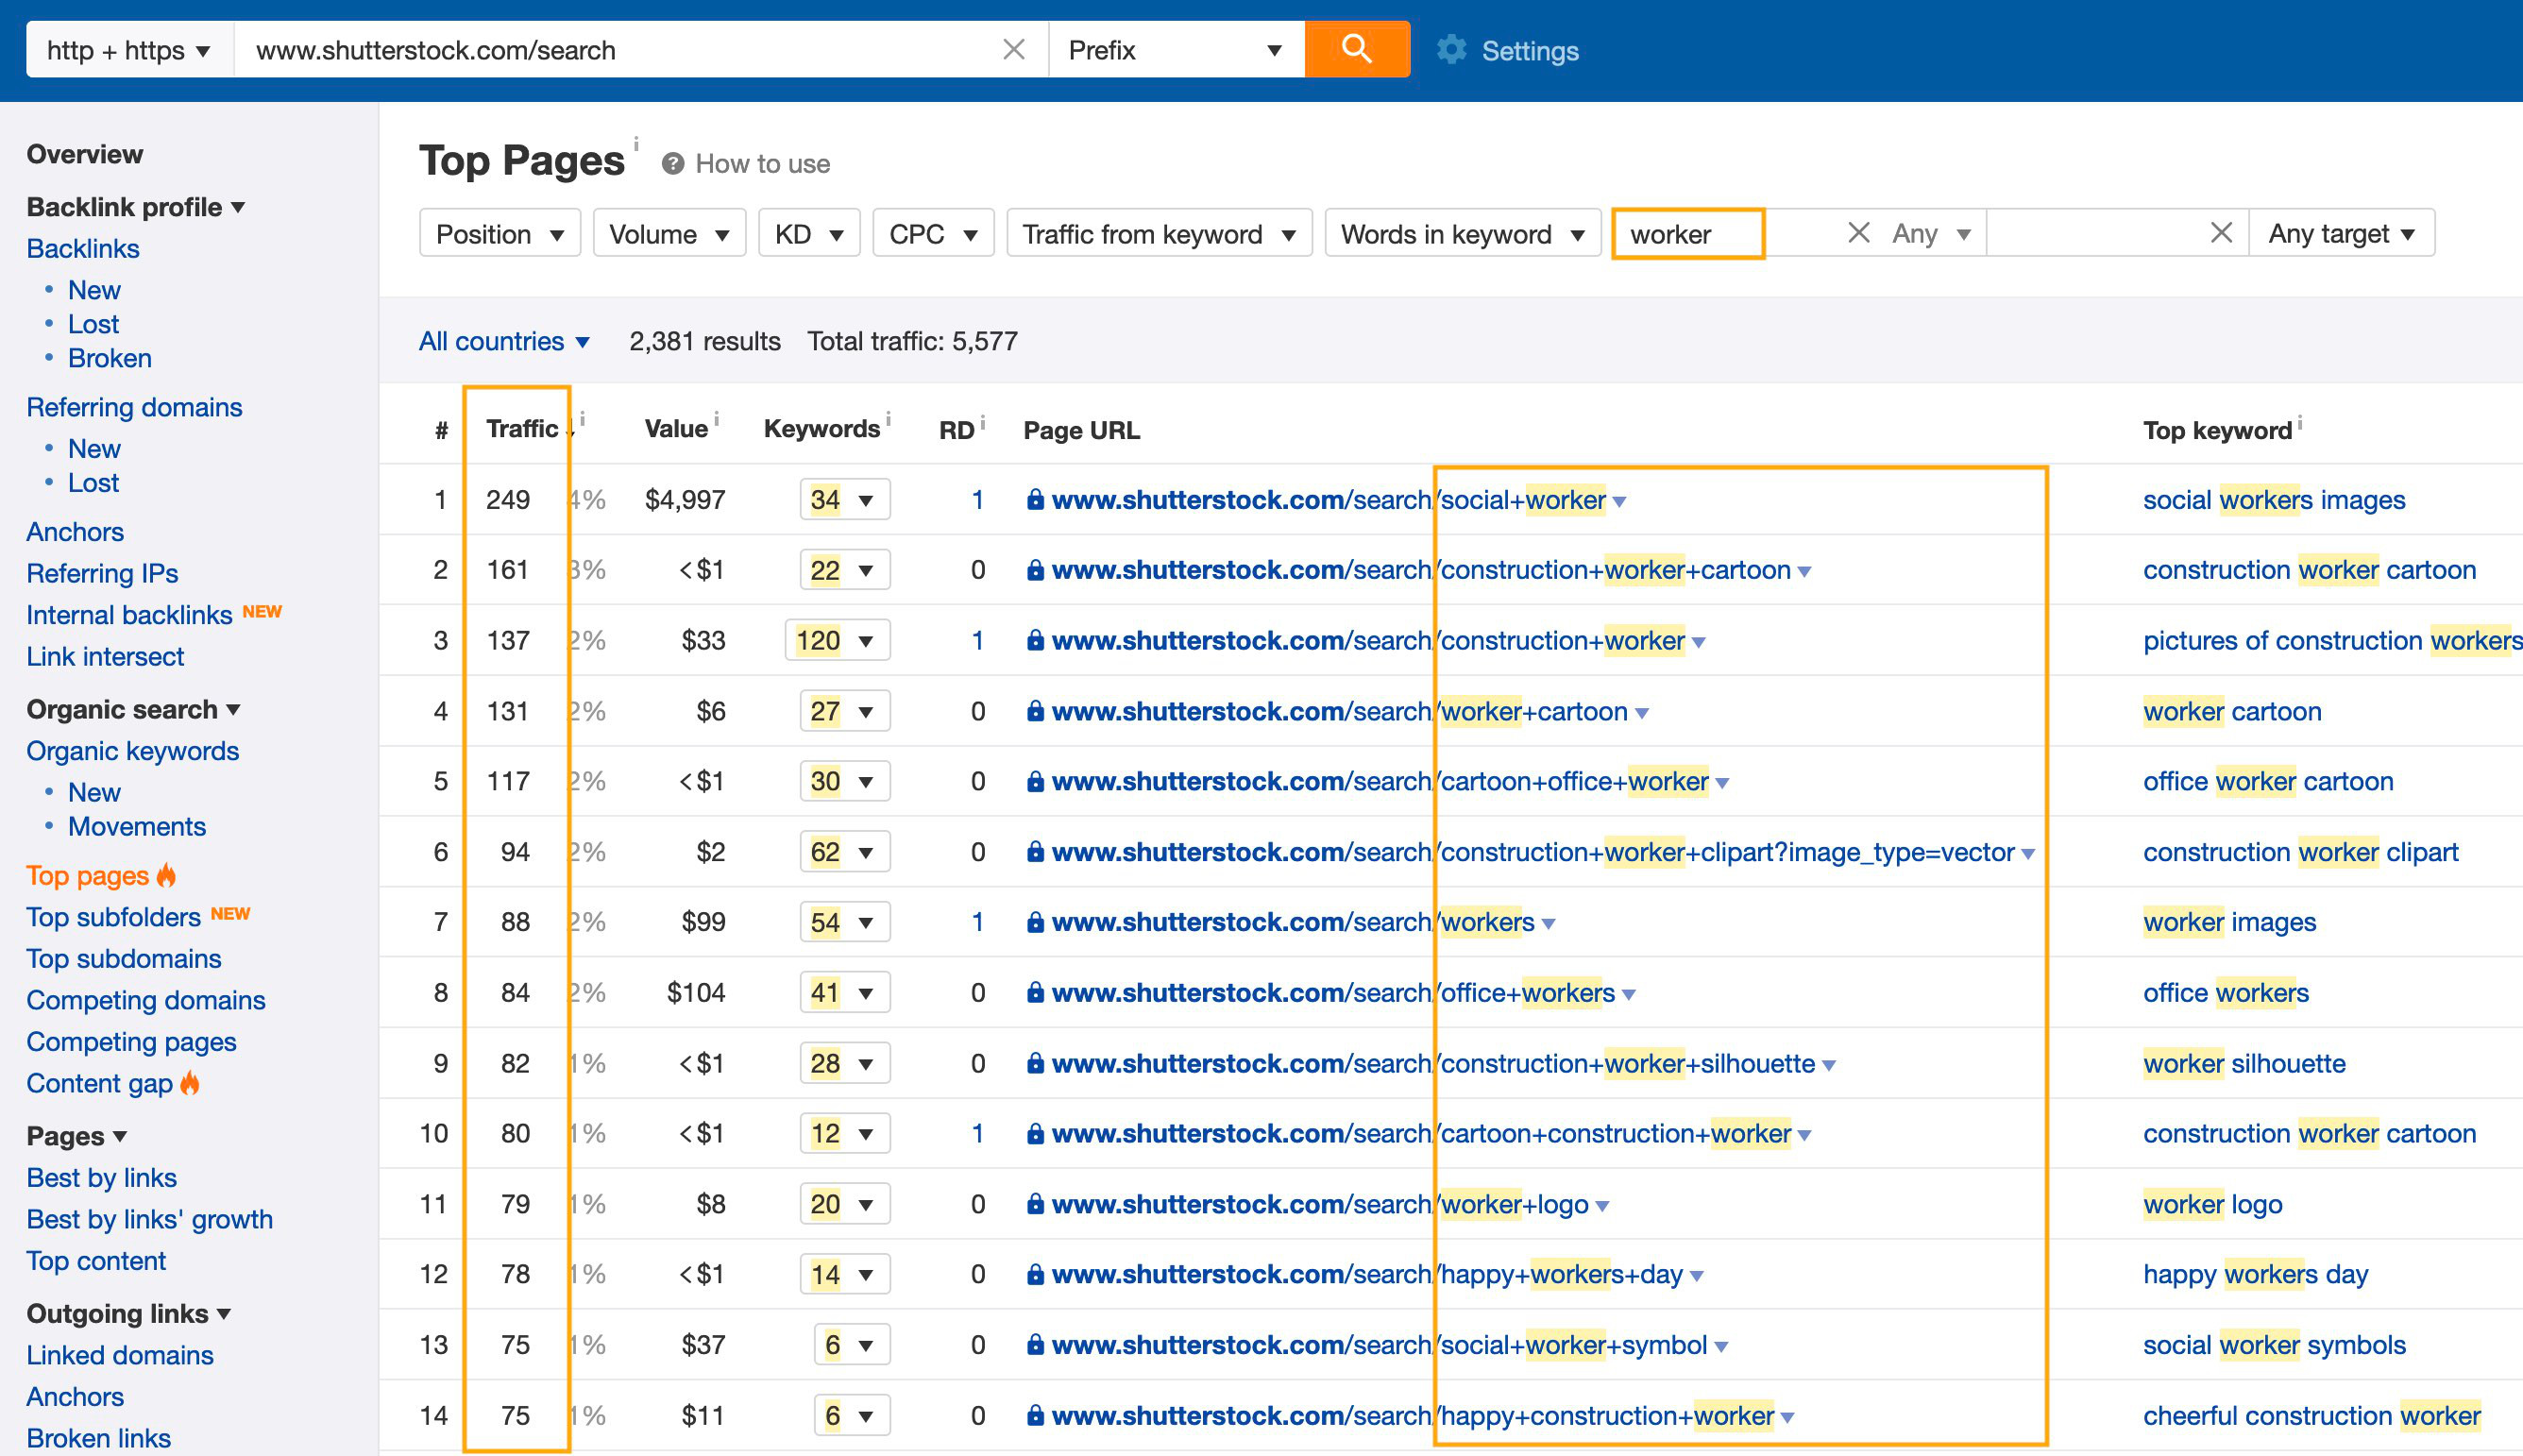 http + https ▼ www.shutterstock.com/search Prefix ▼ Settings
Overview
Backlink profile ▼
Backlinks
• New
• Lost
• Broken
Referring domains
• New
• Lost
Anchors
Referring IPs
Internal backlinks NEW
Link intersect
Organic search ▼
Organic keywords
• New
• Movements
Top pages
Top subfolders NEW
Top subdomains
Competing domains
Competing pages
Content gap
Pages ▼
Best by links
Best by links' growth
Top content
Outgoing links ▼
Linked domains
Anchors
Broken links
Top Pages i ? How to use
Position ▼ Volume ▼ KD ▼ CPC ▼ Traffic from keyword ▼ Words in keyword ▼ worker Any ▼ Any target ▼
All countries ▼ 2,381 results Total traffic: 5,577
# Traffic ↓ i Value i Keywords i RD i Page URL Top keyword i
1 249 4% $4,997 34 ▼ 1 www.shutterstock.com/search/social+worker ▼ social workers images
2 161 3% <$1 22 ▼ 0 www.shutterstock.com/search/construction+worker+cartoon ▼ construction worker cartoon
3 137 2% $33 120 ▼ 1 www.shutterstock.com/search/construction+worker ▼ pictures of construction workers
4 131 2% $6 27 ▼ 0 www.shutterstock.com/search/worker+cartoon ▼ worker cartoon
5 117 2% <$1 30 ▼ 0 www.shutterstock.com/search/cartoon+office+worker ▼ office worker cartoon
6 94 2% $2 62 ▼ 0 www.shutterstock.com/search/construction+worker+clipart?image_type=vector ▼ construction worker clipart
7 88 2% $99 54 ▼ 1 www.shutterstock.com/search/workers ▼ worker images
8 84 2% $104 41 ▼ 0 www.shutterstock.com/search/office+workers ▼ office workers
9 82 1% <$1 28 ▼ 0 www.shutterstock.com/search/construction+worker+silhouette ▼ worker silhouette
10 80 1% <$1 12 ▼ 1 www.shutterstock.com/search/cartoon+construction+worker ▼ construction worker cartoon
11 79 1% $8 20 ▼ 0 www.shutterstock.com/search/worker+logo ▼ worker logo
12 78 1% <$1 14 ▼ 0 www.shutterstock.com/search/happy+workers+day ▼ happy workers day
13 75 1% $37 6 ▼ 0 www.shutterstock.com/search/social+worker+symbol ▼ social worker symbols
14 75 1% $11 6 ▼ 0 www.shutterstock.com/search/happy+construction+worker ▼ cheerful construction worker